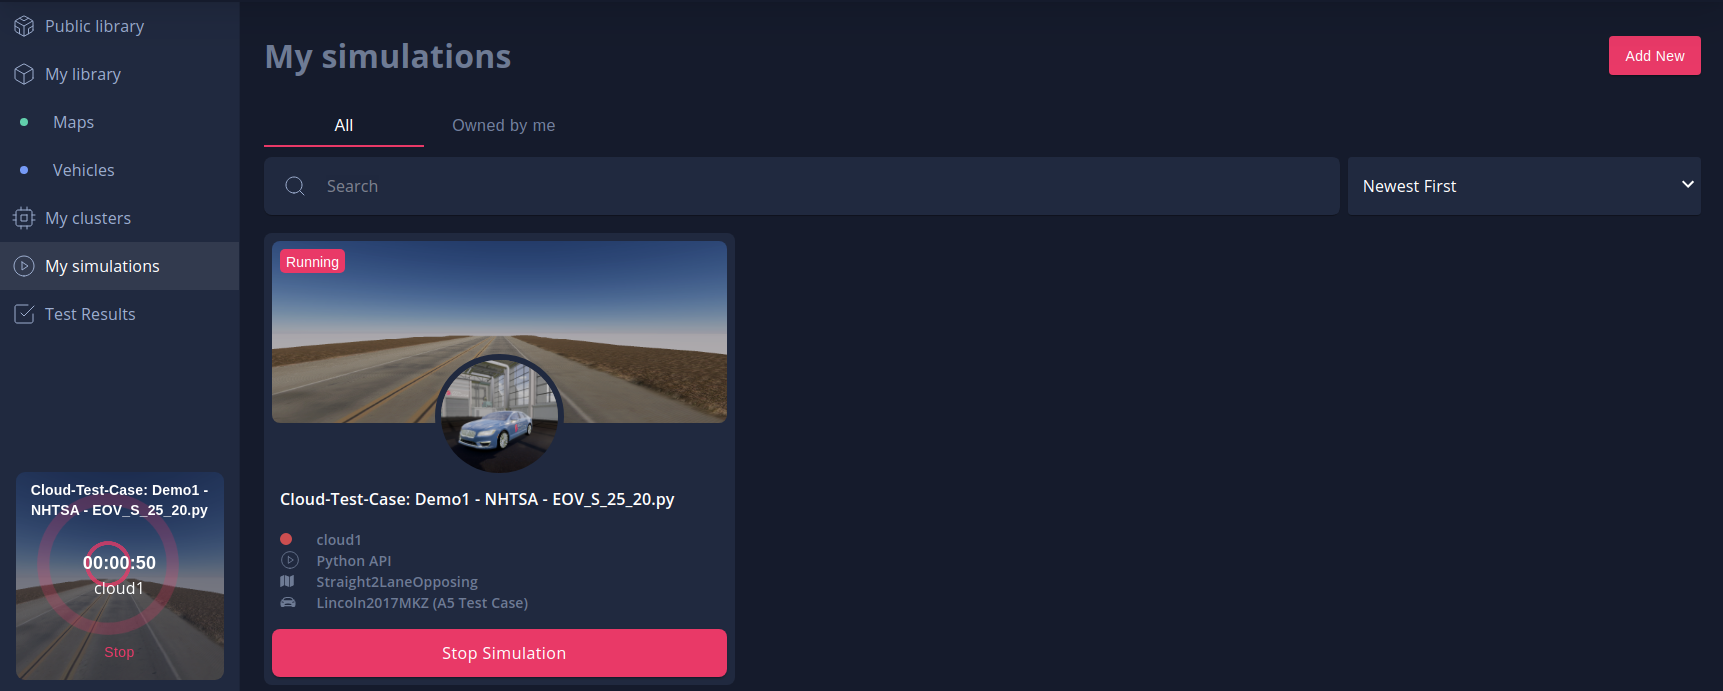 Public library
My library
Maps
Vehicles
My clusters
My simulations
Test Results
Cloud-Test-Case: Demo1 -
NHTSA - EOV_S_25_20.py
00:00:50
cloud1
Stop
My simulations
Add New
All
Owned by me
Search
Newest First
Running
Cloud-Test-Case: Demo1 - NHTSA - EOV_S_25_20.py
cloud1
Python API
Straight2LaneOpposing
Lincoln2017MKZ (A5 Test Case)
Stop Simulation